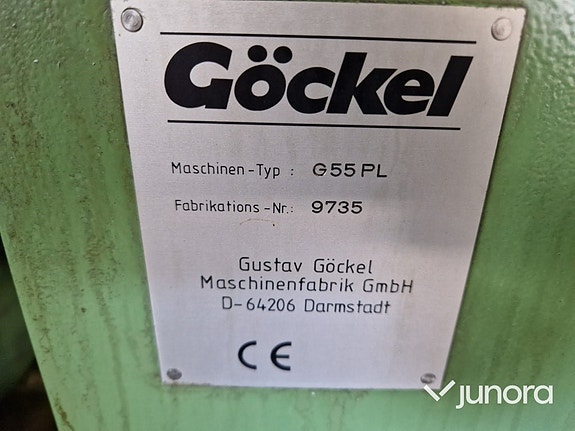 Göckel
Maschinen-Typ : G55 PL
Fabrikations-Nr.: 9735
Gustav Göckel
Maschinenfabrik GmbH
D-64206 Darmstadt
CE
junora